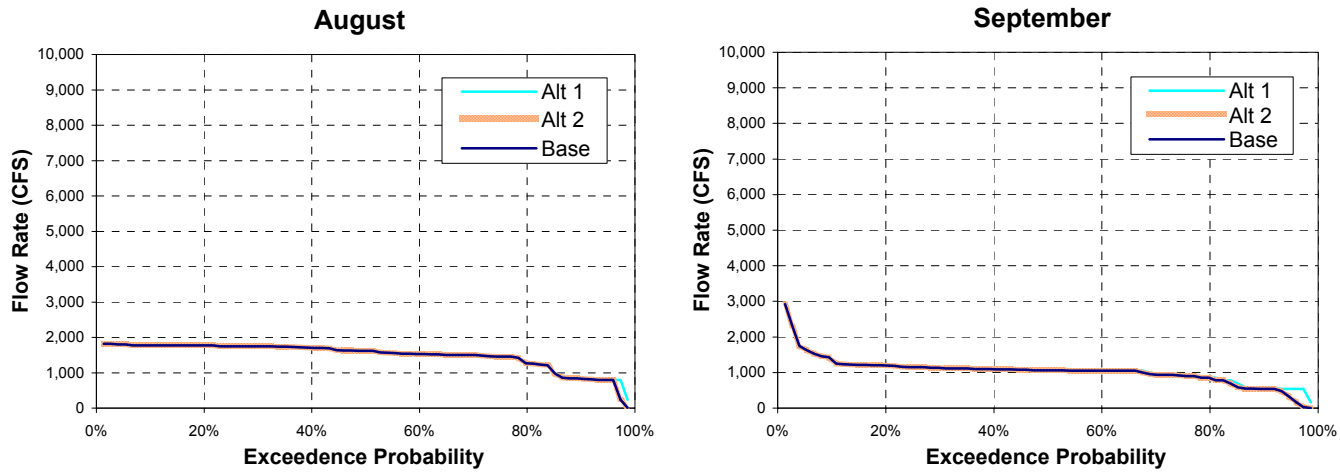 August
10,000
9,000
8,000
7,000
6,000
5,000
4,000
3,000
2,000
1,000
0
Flow Rate (CFS)
Alt 1
Alt 2
Base
0%
20%
40%
60%
80%
100%
Exceedence Probability
September
10,000
9,000
8,000
7,000
6,000
5,000
4,000
3,000
2,000
1,000
0
Flow Rate (CFS)
Alt 1
Alt 2
Base
0%
20%
40%
60%
80%
100%
Exceedence Probability